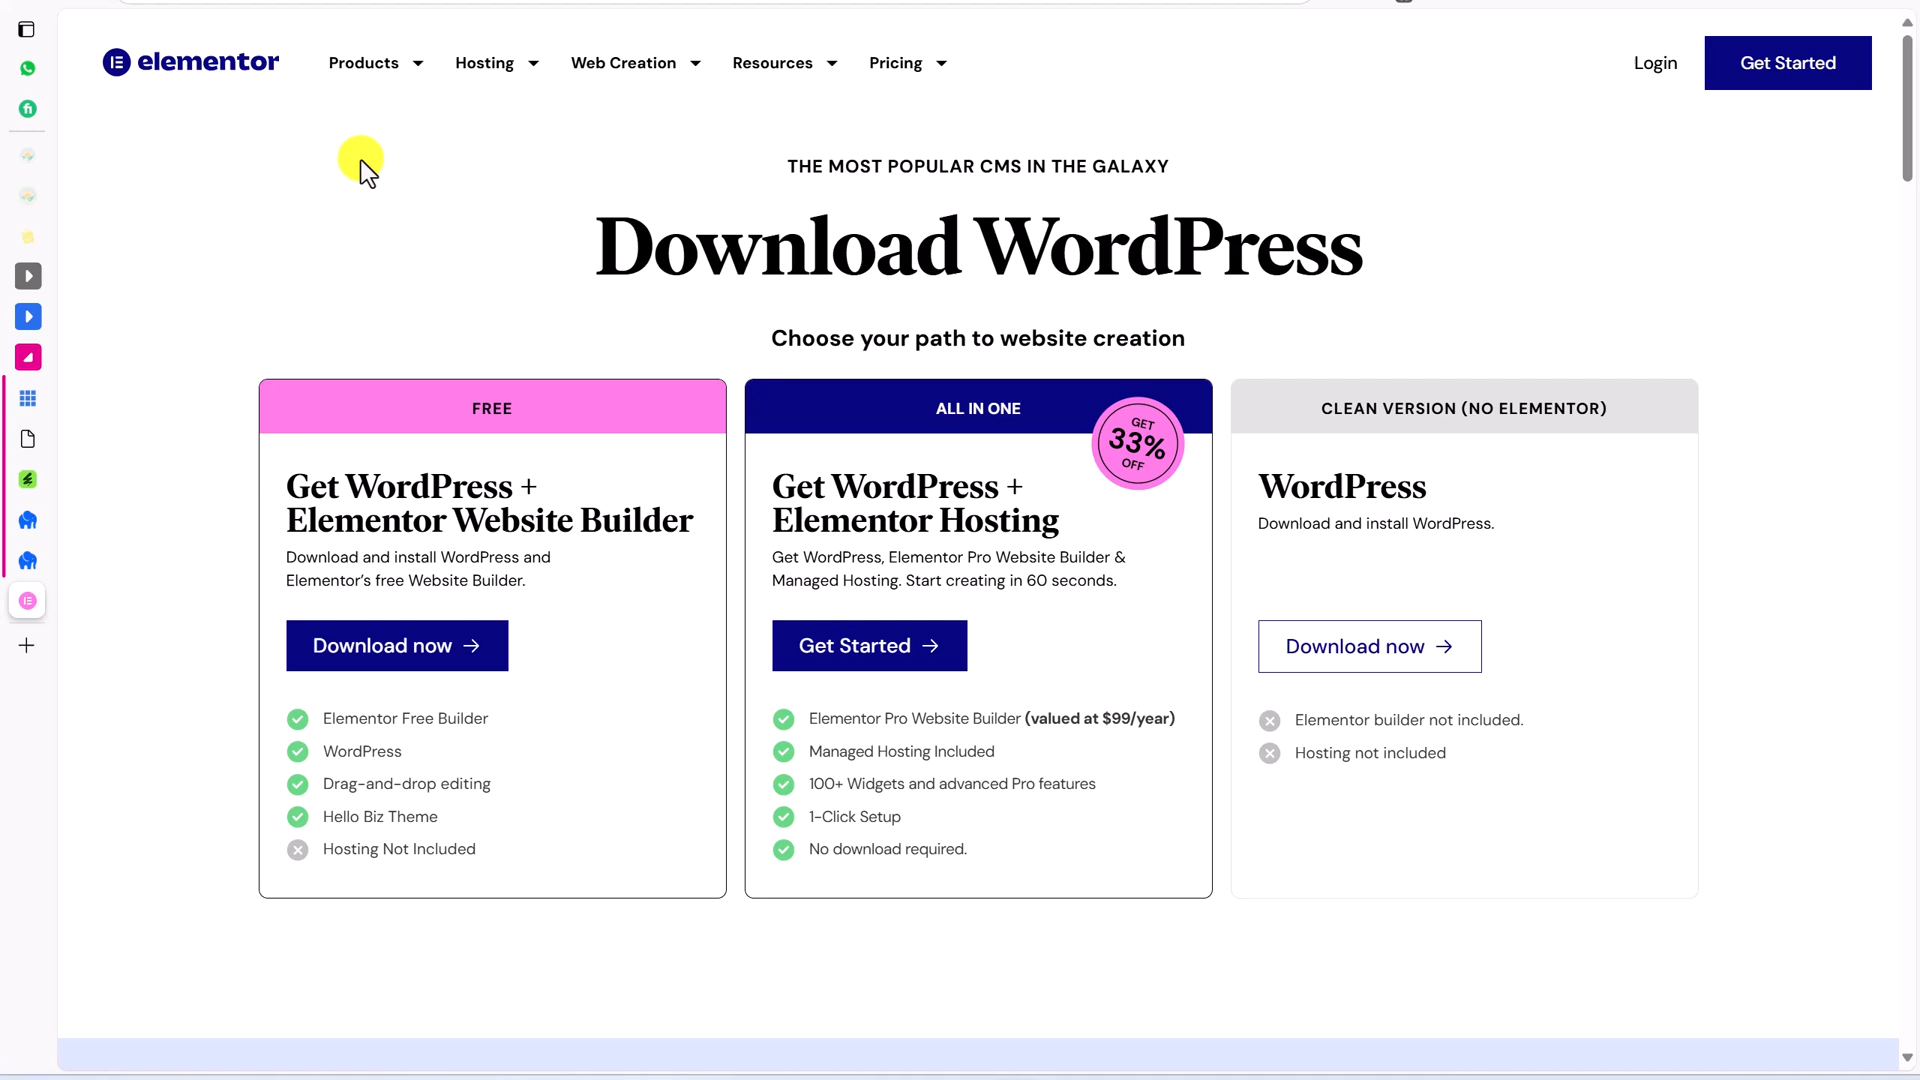 elementor
Products
Hosting
Web Creation
Resources
Pricing
Login
Get Started
THE MOST POPULAR CMS IN THE GALAXY
Download WordPress
Choose your path to website creation
FREE
Get WordPress +
Elementor Website Builder
Download and install WordPress and
Elementor's free Website Builder.
Download now →
Elementor Free Builder
WordPress
Drag-and-drop editing
Hello Biz Theme
Hosting Not Included
ALL IN ONE
GET
33%
OFF
Get WordPress +
Elementor Hosting
Get WordPress, Elementor Pro Website Builder &
Managed Hosting. Start creating in 60 seconds.
Get Started →
Elementor Pro Website Builder (valued at $99/year)
Managed Hosting Included
100+ Widgets and advanced Pro features
1-Click Setup
No download required.
CLEAN VERSION (NO ELEMENTOR)
WordPress
Download and install WordPress.
Download now →
Elementor builder not included.
Hosting not included